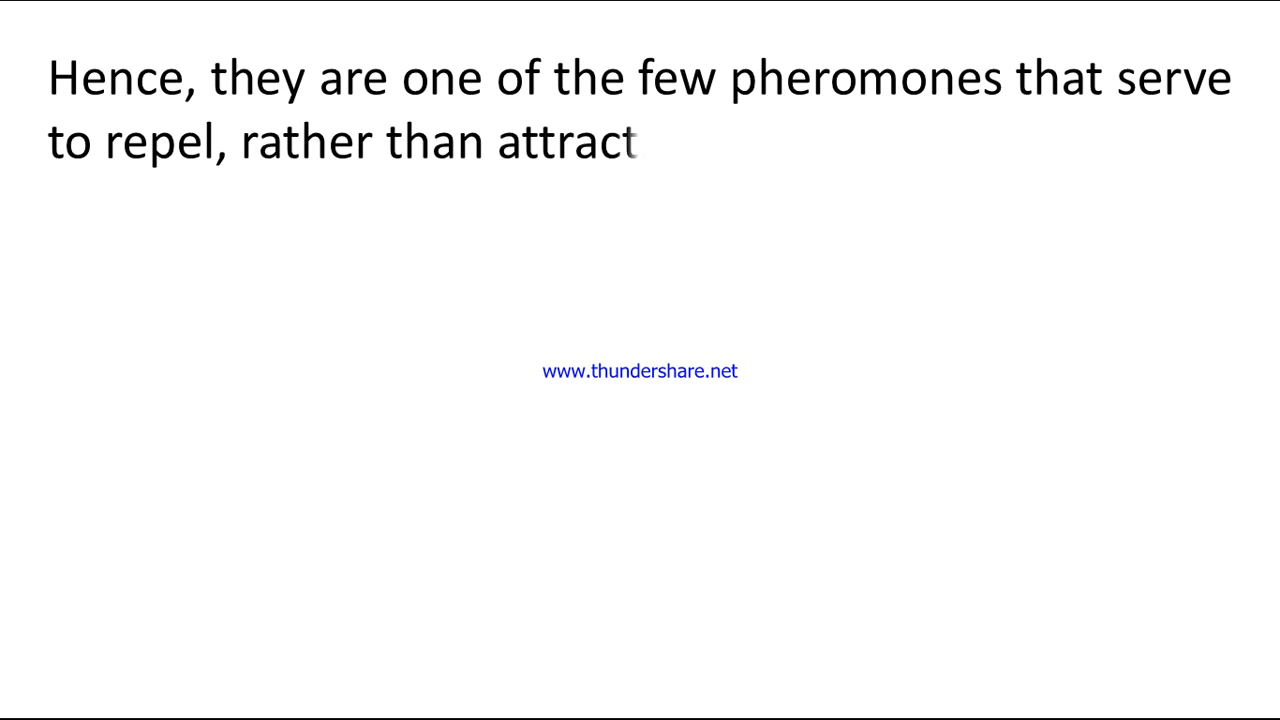 Hence, they are one of the few pheromones that serve
to repel, rather than attract
www.thundershare.net